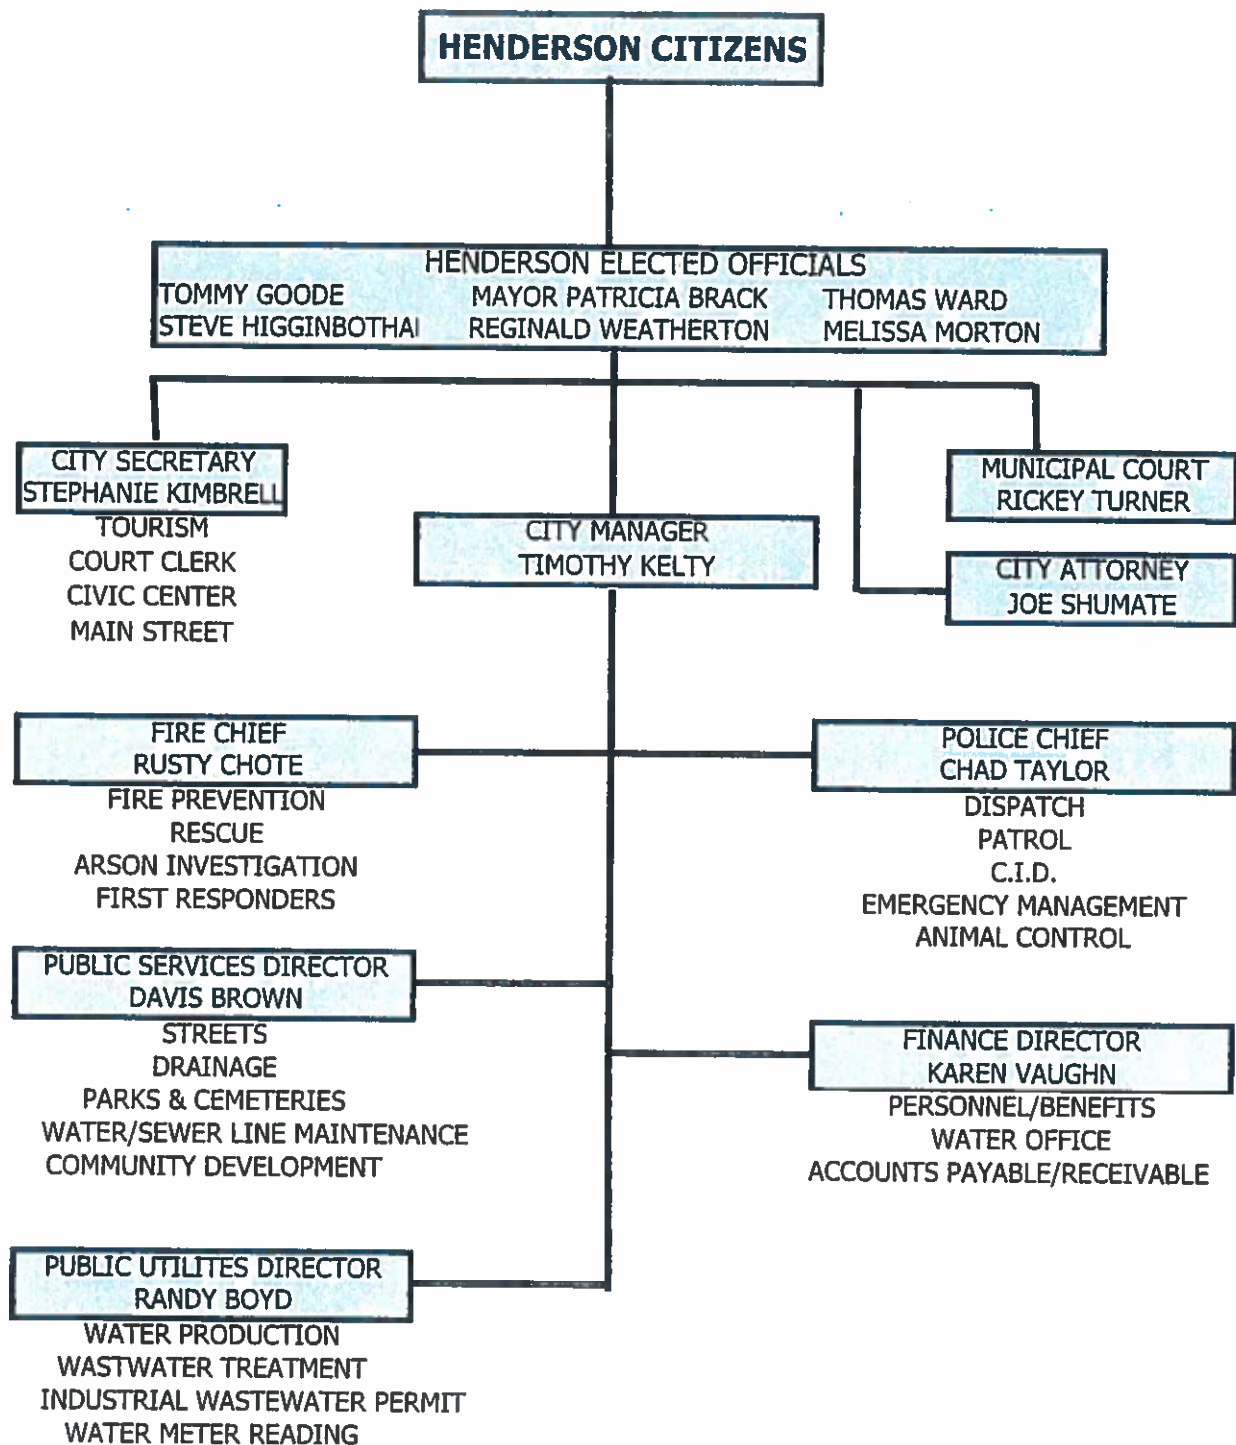 HENDERSON CITIZENS
HENDERSON ELECTED OFFICIALS
TOMMY GOODE MAYOR PATRICIA BRACK THOMAS WARD
STEVE HIGGINBOTHAI REGINALD WEATHERTON MELISSA MORTON
CITY SECRETARY
STEPHANIE KIMBRELL
TOURISM
COURT CLERK
CIVIC CENTER
MAIN STREET
CITY MANAGER
TIMOTHY KELTY
MUNICIPAL COURT
RICKEY TURNER
CITY ATTORNEY
JOE SHUMATE
FIRE CHIEF
RUSTY CHOTE
FIRE PREVENTION
RESCUE
ARSON INVESTIGATION
FIRST RESPONDERS
POLICE CHIEF
CHAD TAYLOR
DISPATCH
PATROL
C.I.D.
EMERGENCY MANAGEMENT
ANIMAL CONTROL
PUBLIC SERVICES DIRECTOR
DAVIS BROWN
STREETS
DRAINAGE
PARKS & CEMETERIES
WATER/SEWER LINE MAINTENANCE
COMMUNITY DEVELOPMENT
FINANCE DIRECTOR
KAREN VAUGHN
PERSONNEL/BENEFITS
WATER OFFICE
ACCOUNTS PAYABLE/RECEIVABLE
PUBLIC UTILITES DIRECTOR
RANDY BOYD
WATER PRODUCTION
WASTWATER TREATMENT
INDUSTRIAL WASTEWATER PERMIT
WATER METER READING